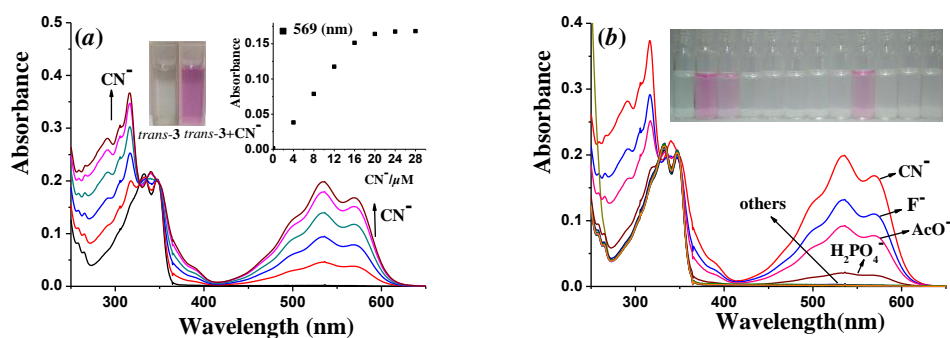 (a)
0.5
0.4
0.3
0.2
0.1
0.0
Absorbance
300 400 500 600
Wavelength (nm)
CN⁻
trans-3 trans-3+CN⁻
569 (nm)
Absorbance
0.15
0.10
0.05
0.00
4 8 12 16 20 24 28
CN⁻/μM
CN⁻
(b)
0.4
0.3
0.2
0.1
0.0
Absorbance
300 400 500 600
Wavelength(nm)
others
CN⁻
F⁻
AcO⁻
H₂PO₄⁻